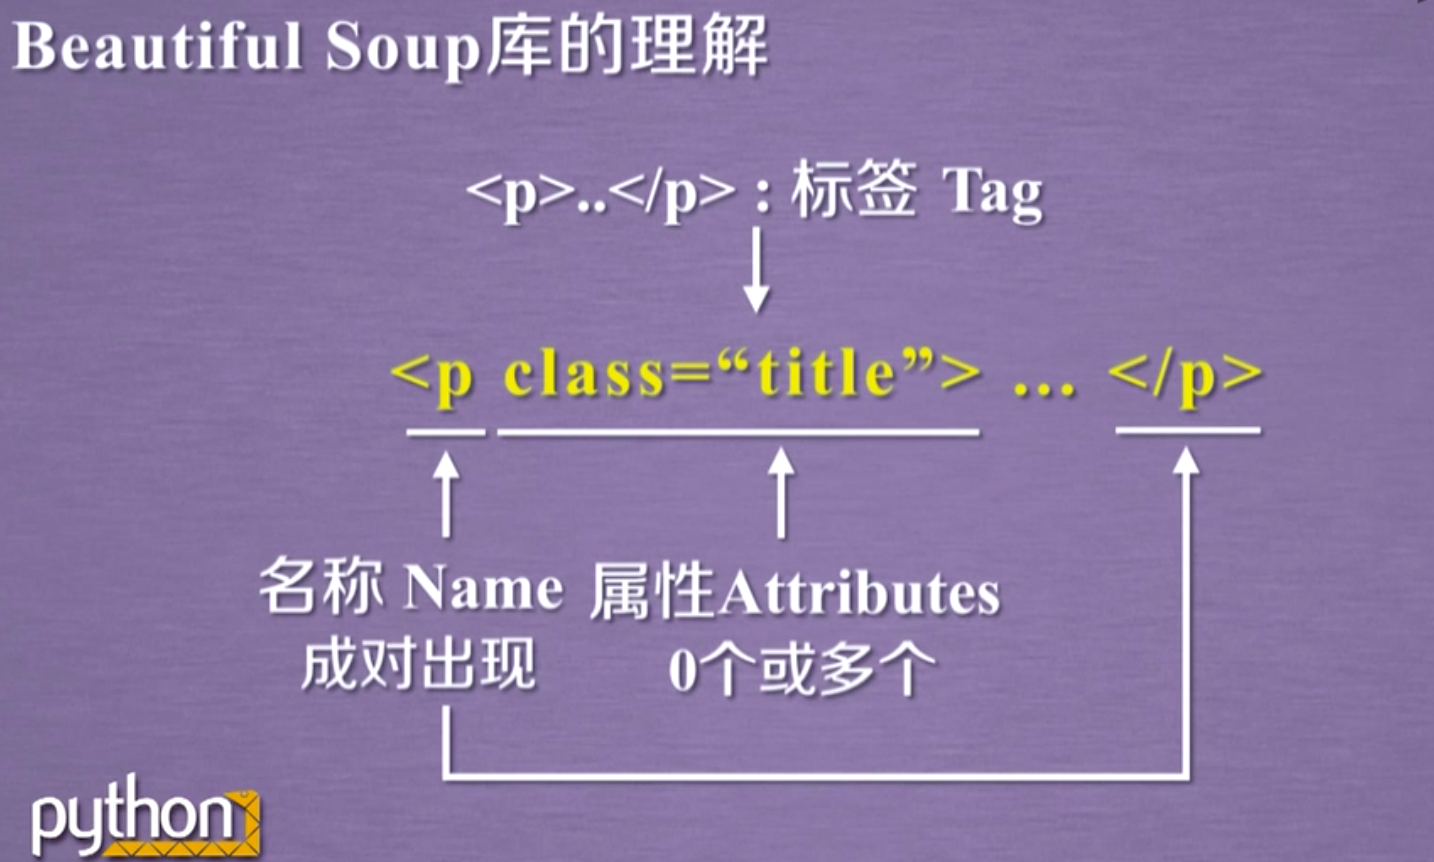 Beautiful Soup库的理解
<p>..</p> : 标签 Tag
<p class=“title”> … </p>
名称 Name 属性Attributes
成对出现 0个或多个
python